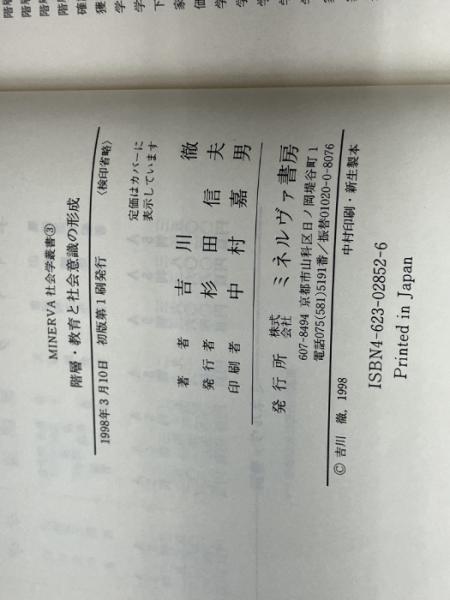 MINERVA 社会学叢書③
階層・教育と社会意識の形成
1998年3月10日 初版第1刷発行 〈検印省略〉
定価はカバーに
表示しています
著者 吉川徹
発行者 杉田信夫
印刷者 中村嘉男
発行所 株式会社 ミネルヴァ書房
607-8494 京都市山科区日ノ岡堤谷町1
電話075(581)5191番/振替01020-0-8076
© 吉川 徹, 1998 中村印刷・新生製本
ISBN4-623-02852-6
Printed in Japan